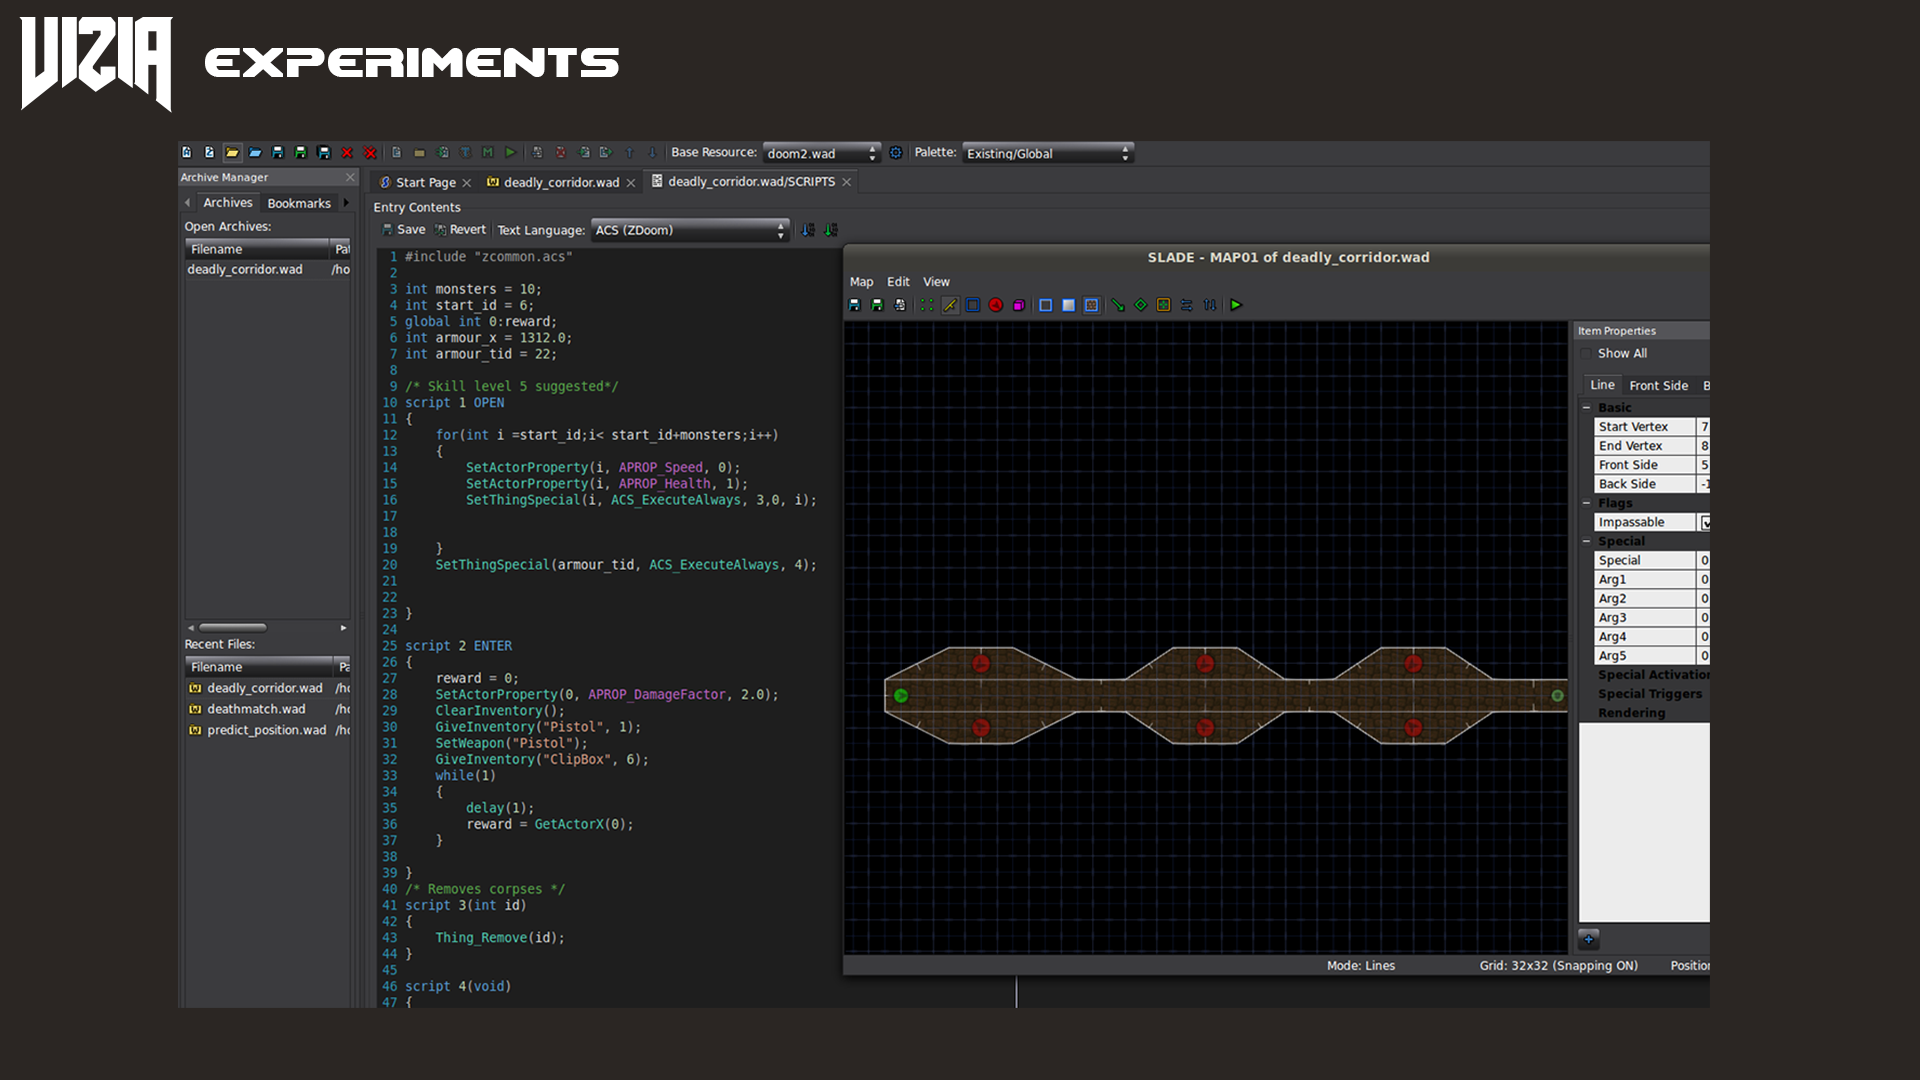 VIZIA EXPERIMENTS
Base Resource: doom2.wad Palette: Existing/Global
Archive Manager
Start Page deadly_corridor.wad deadly_corridor.wad/SCRIPTS
Archives Bookmarks
Entry Contents
Open Archives:
Save Revert Text Language: ACS (ZDoom)
Filename Pat
deadly_corridor.wad /ho
1 #include "zcommon.acs"
2
3 int monsters = 10;
4 int start_id = 6;
5 global int 0:reward;
6 int armour_x = 1312.0;
7 int armour_tid = 22;
8
9 /* Skill level 5 suggested*/
10 script 1 OPEN
11 {
12 for(int i =start_id;i< start_id+monsters;i++)
13 {
14 SetActorProperty(i, APROP_Speed, 0);
15 SetActorProperty(i, APROP_Health, 1);
16 SetThingSpecial(i, ACS_ExecuteAlways, 3,0, i);
17
18
19 }
20 SetThingSpecial(armour_tid, ACS_ExecuteAlways, 4);
21
22
23 }
24
25 script 2 ENTER
26 {
27 reward = 0;
28 SetActorProperty(0, APROP_DamageFactor, 2.0);
29 ClearInventory();
30 GiveInventory("Pistol", 1);
31 SetWeapon("Pistol");
32 GiveInventory("ClipBox", 6);
33 while(1)
34 {
35 delay(1);
36 reward = GetActorX(0);
37 }
38
39 }
40 /* Removes corpses */
41 script 3(int id)
42 {
43 Thing_Remove(id);
44 }
45
46 script 4(void)
47 {
Recent Files:
Filename Pa
deadly_corridor.wad /ho
deathmatch.wad /ho
predict_position.wad /ho
SLADE - MAP01 of deadly_corridor.wad
Map Edit View
Item Properties
Show All
Line Front Side B
Basic
Start Vertex 7
End Vertex 8
Front Side 5
Back Side -1
Flags
Impassable
Special
Special 0
Arg1 0
Arg2 0
Arg3 0
Arg4 0
Arg5 0
Special Activation
Special Triggers
Rendering
Mode: Lines Grid: 32x32 (Snapping ON) Position